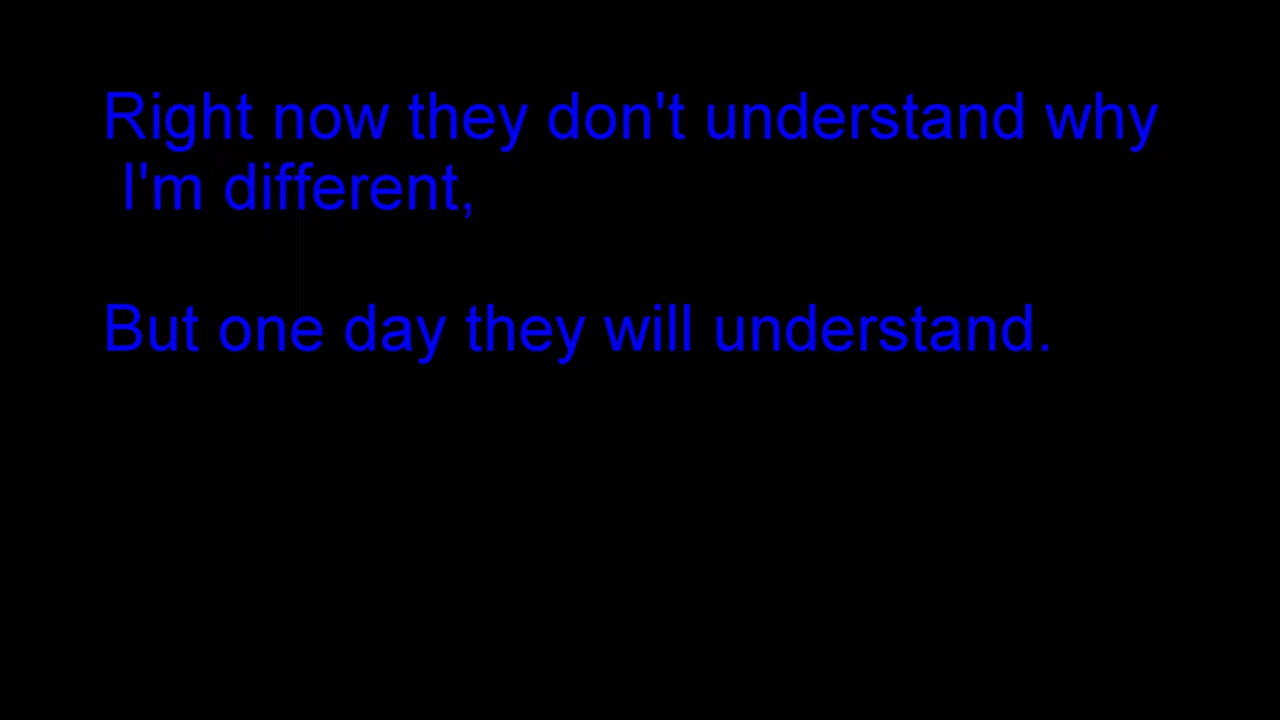 Right now they don't understand why
I'm different,
But one day they will understand.